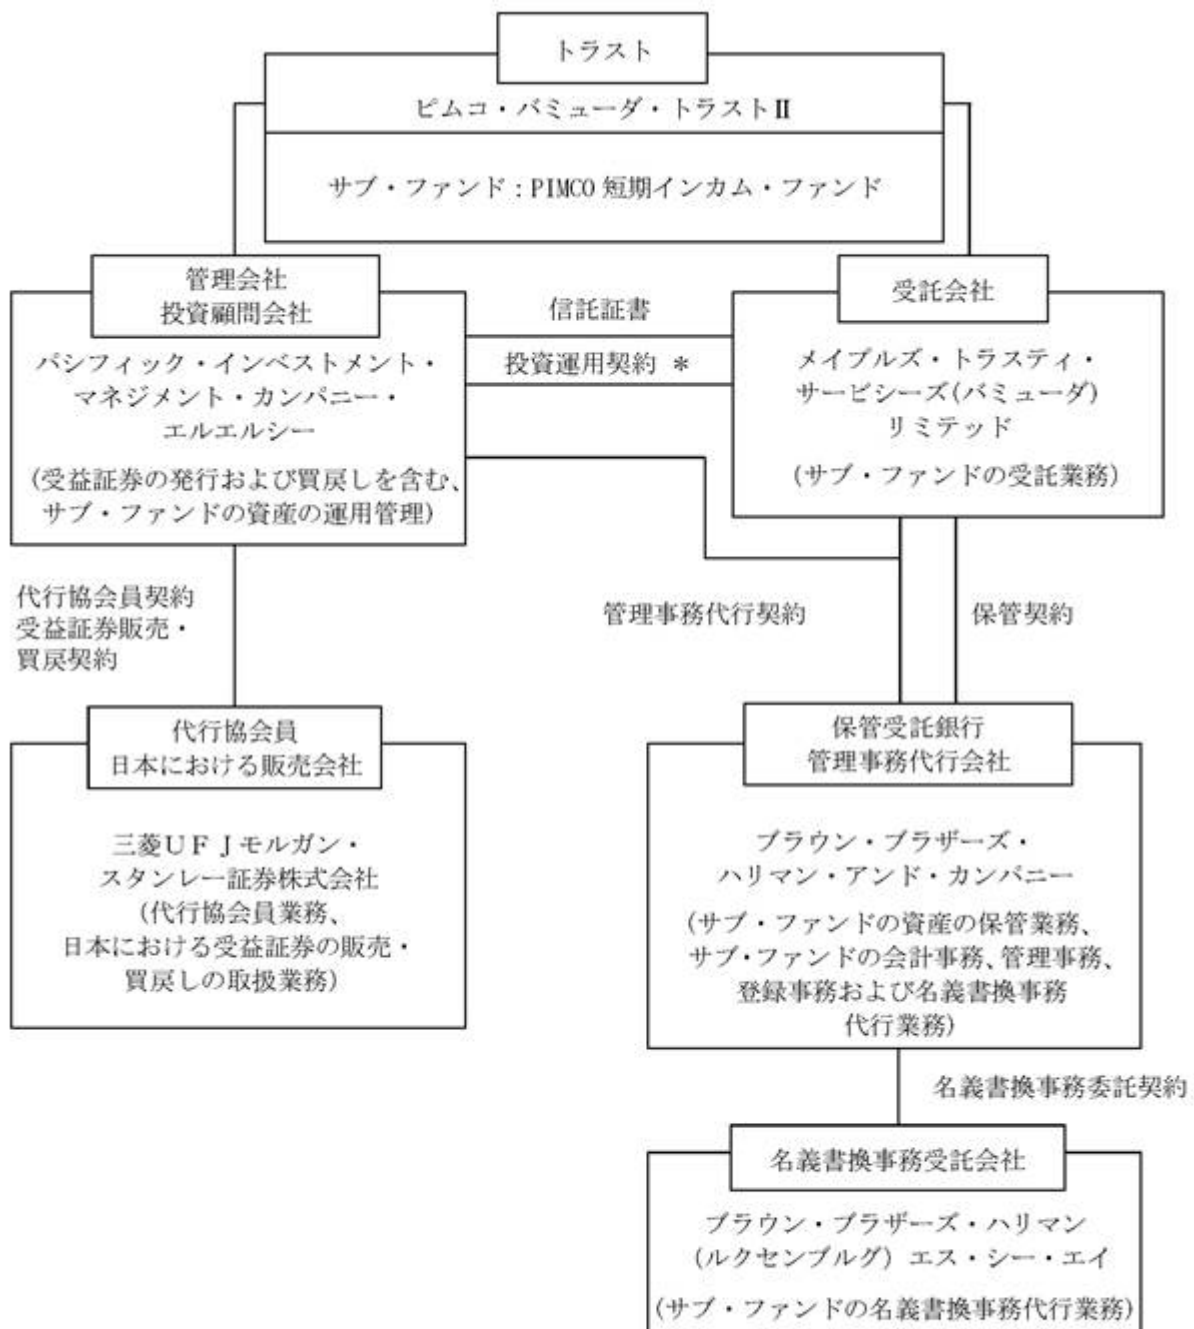 トラスト
ピムコ・バミューダ・トラストⅡ
サブ・ファンド：PIMCO 短期インカム・ファンド
管理会社
投資顧問会社
パシフィック・インベストメント・
マネジメント・カンパニー・
エルエルシー
(受益証券の発行および買戻しを含む、
サブ・ファンドの資産の運用管理)
信託証書
投資運用契約 ＊
受託会社
メイプルズ・トラスティ・
サービシーズ(バミューダ)
リミテッド
(サブ・ファンドの受託業務)
代行協会員契約
受益証券販売・
買戻契約
管理事務代行契約
保管契約
代行協会員
日本における販売会社
三菱ＵＦＪモルガン・
スタンレー証券株式会社
(代行協会員業務、
日本における受益証券の販売・
買戻しの取扱業務)
保管受託銀行
管理事務代行会社
ブラウン・ブラザーズ・
ハリマン・アンド・カンパニー
(サブ・ファンドの資産の保管業務、
サブ・ファンドの会計事務、管理事務、
登録事務および名義書換事務
代行業務)
名義書換事務委託契約
名義書換事務受託会社
ブラウン・ブラザーズ・ハリマン
(ルクセンブルグ) エス・シー・エイ
(サブ・ファンドの名義書換事務代行業務)